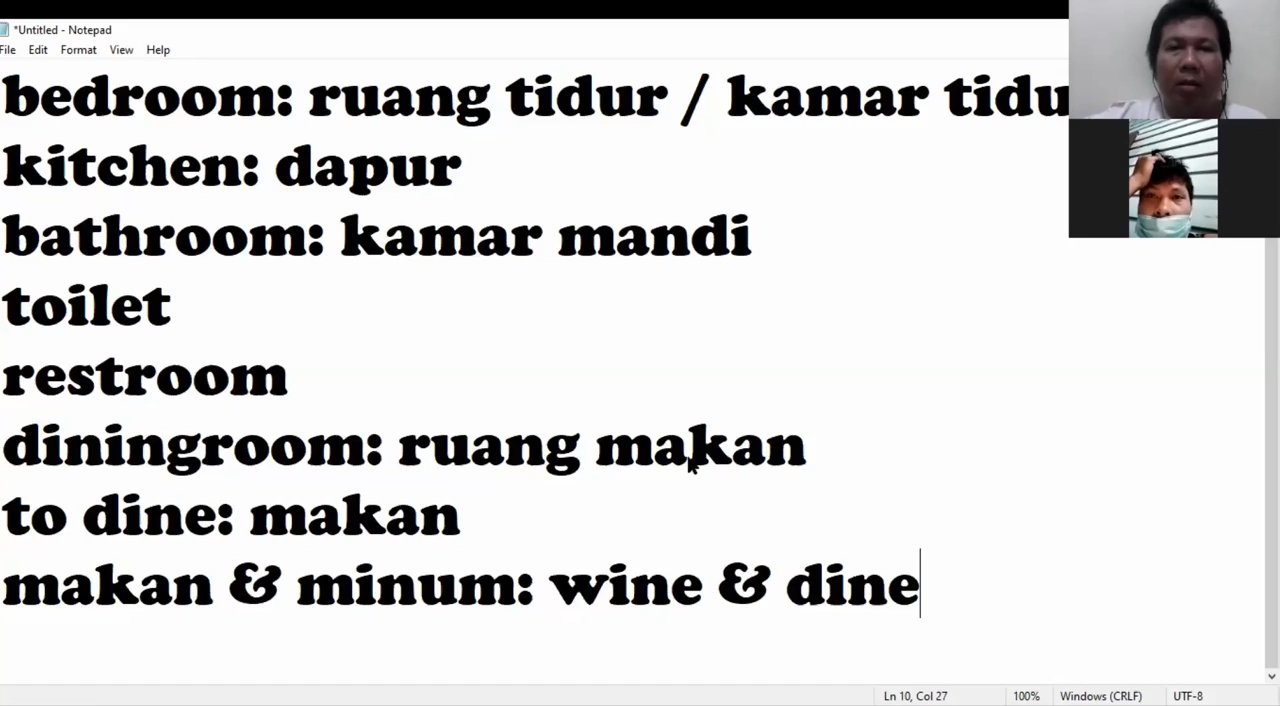 *Untitled - Notepad
File Edit Format View Help
bedroom: ruang tidur / kamar tidu
kitchen: dapur
bathroom: kamar mandi
toilet
restroom
diningroom: ruang makan
to dine: makan
makan & minum: wine & dine
Ln 10, Col 27 100% Windows (CRLF) UTF-8